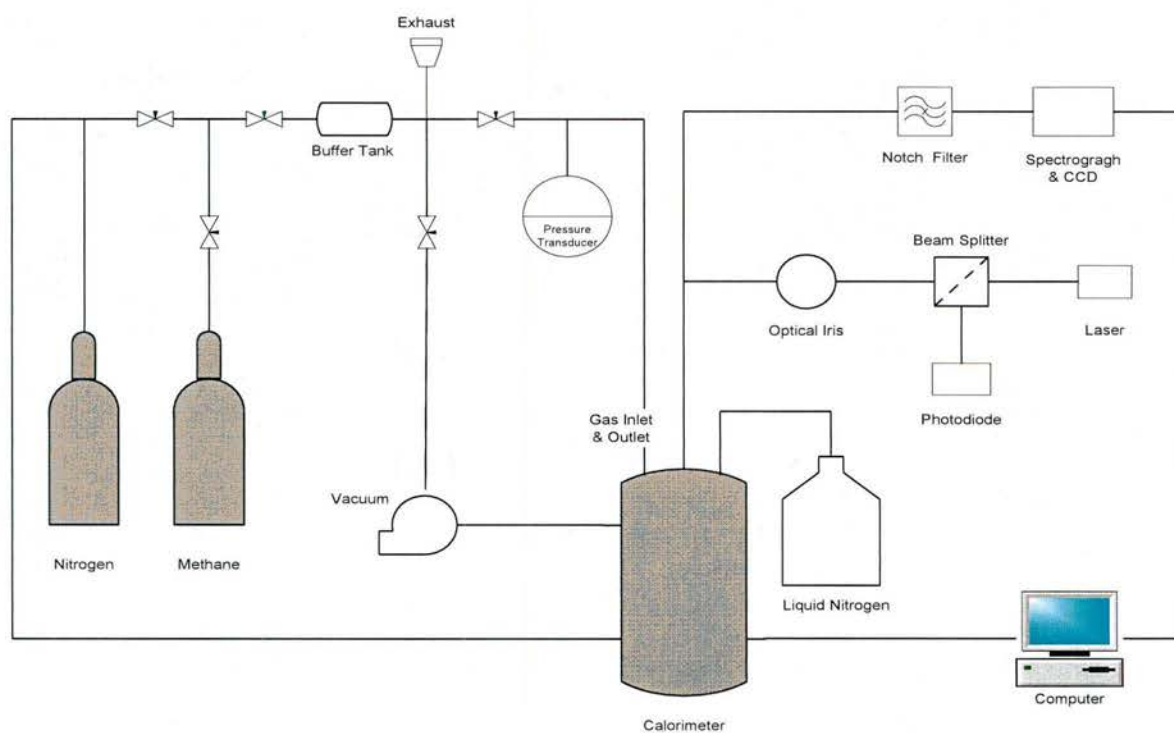 Exhaust
Buffer Tank
Notch Filter
Spectrogragh
& CCD
Pressure
Transducer
Beam Splitter
Optical Iris
Laser
Photodiode
Gas Inlet
& Outlet
Vacuum
Nitrogen
Methane
Liquid Nitrogen
Computer
Calorimeter